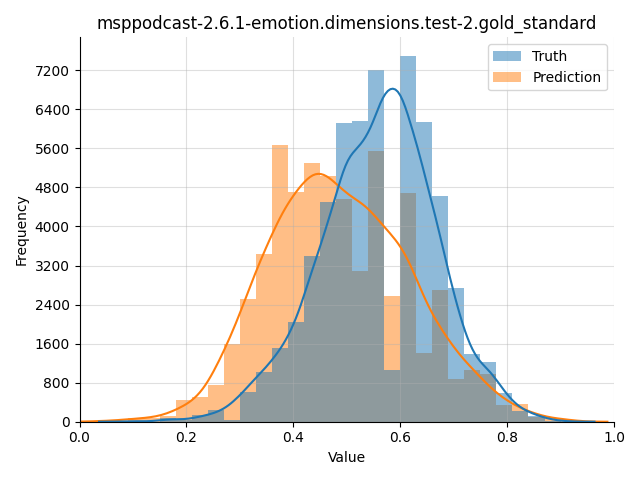 msppodcast-2.6.1-emotion.dimensions.test-2.gold_standard
Truth
Prediction
7200
6400
5600
4800
4000
3200
2400
1600
800
0
Frequency
0.0 0.2 0.4 0.6 0.8 1.0
Value